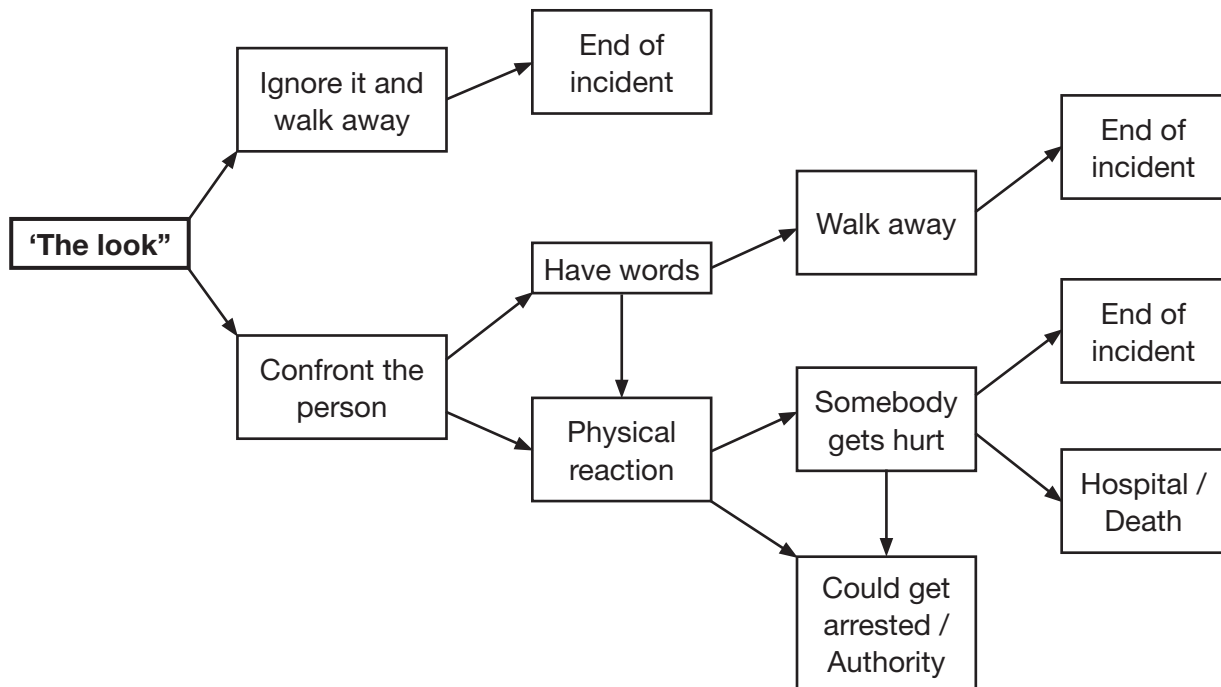 Ignore it and
walk away
End of
incident
End of
incident
Walk away
‘The look”
Have words
End of
incident
Confront the
person
Somebody
gets hurt
Physical
reaction
Hospital /
Death
Could get
arrested /
Authority